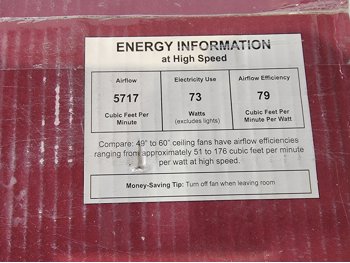 ENERGY INFORMATION
at High Speed
Airflow
5717
Cubic Feet Per
Minute
Electricity Use
73
Watts
(excludes lights)
Airflow Efficiency
79
Cubic Feet Per
Minute Per Watt
Compare: 49" to 60" ceiling fans have airflow efficiencies
ranging from approximately 51 to 176 cubic feet per minute
per watt at high speed.
Money-Saving Tip: Turn off fan when leaving room